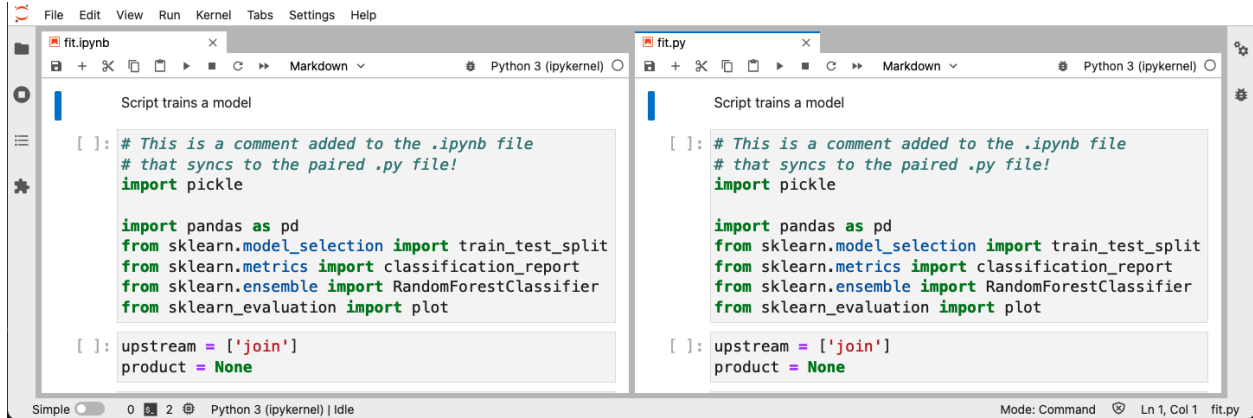 File Edit View Run Kernel Tabs Settings Help
fit.ipynb
Markdown
Python 3 (ipykernel)
Script trains a model
[ ]:
# This is a comment added to the .ipynb file
# that syncs to the paired .py file!
import pickle
import pandas as pd
from sklearn.model_selection import train_test_split
from sklearn.metrics import classification_report
from sklearn.ensemble import RandomForestClassifier
from sklearn_evaluation import plot
[ ]:
upstream = ['join']
product = None
fit.py
Markdown
Python 3 (ipykernel)
Script trains a model
[ ]:
# This is a comment added to the .ipynb file
# that syncs to the paired .py file!
import pickle
import pandas as pd
from sklearn.model_selection import train_test_split
from sklearn.metrics import classification_report
from sklearn.ensemble import RandomForestClassifier
from sklearn_evaluation import plot
[ ]:
upstream = ['join']
product = None
Simple 0 2 Python 3 (ipykernel) | Idle
Mode: Command Ln 1, Col 1 fit.py